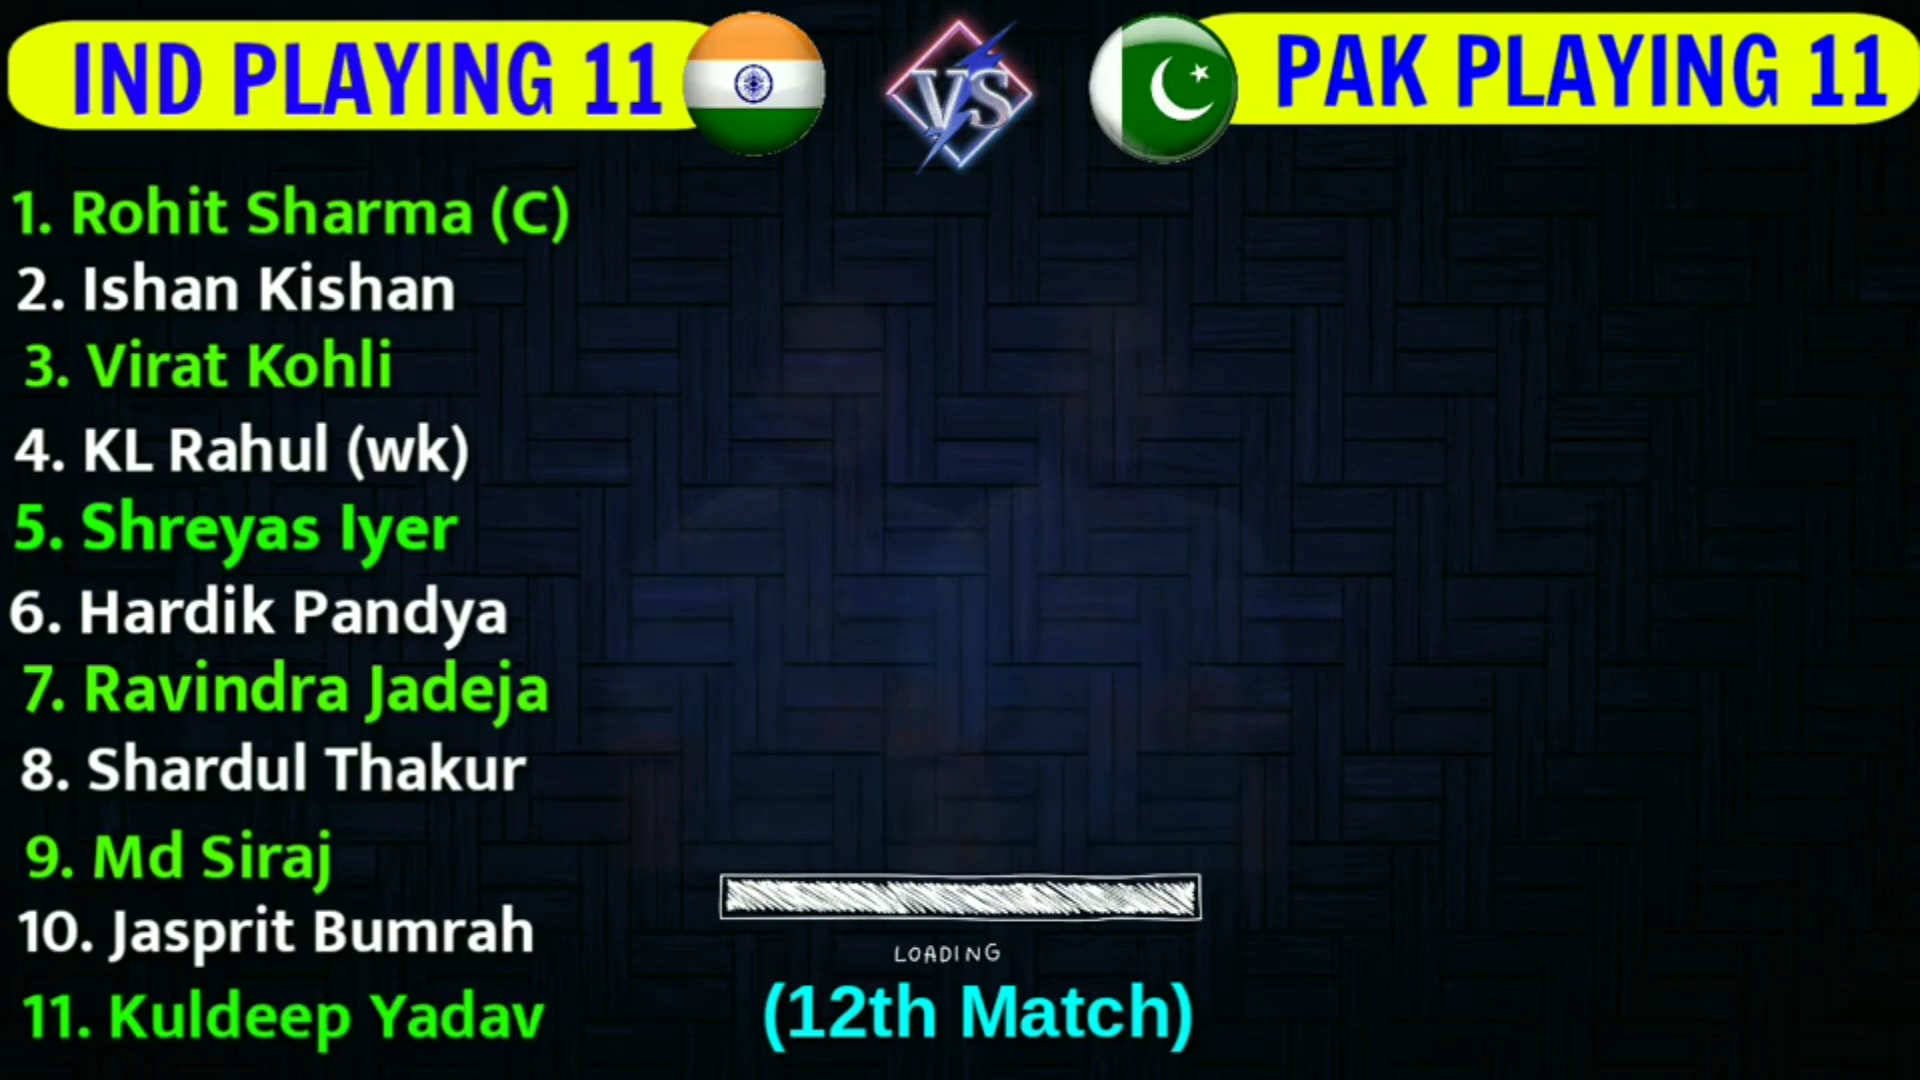 IND PLAYING 11
VS
PAK PLAYING 11
1. Rohit Sharma (C)
2. Ishan Kishan
3. Virat Kohli
4. KL Rahul (wk)
5. Shreyas Iyer
6. Hardik Pandya
7. Ravindra Jadeja
8. Shardul Thakur
9. Md Siraj
10. Jasprit Bumrah
11. Kuldeep Yadav
LOADING
(12th Match)